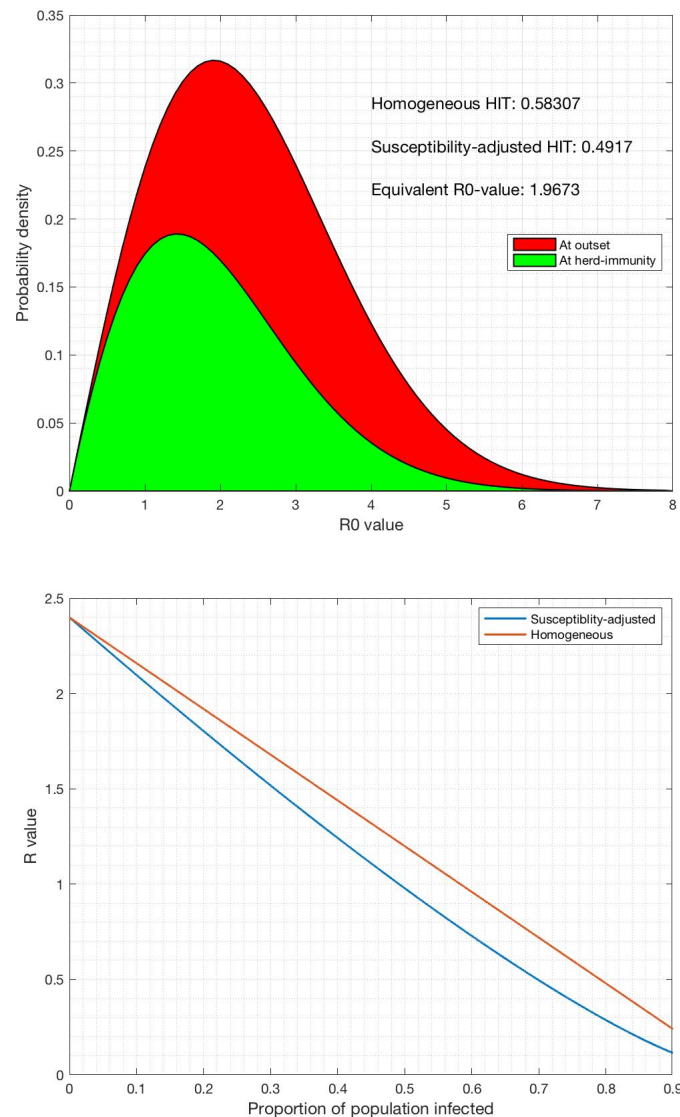 0.35
0.3
0.25
0.2
0.15
0.1
0.05
0
Probability density
Homogeneous HIT: 0.58307
Susceptibility-adjusted HIT: 0.4917
Equivalent R0-value: 1.9673
At outset
At herd-immunity
0 1 2 3 4 5 6 7 8
R0 value
2.5
2
1.5
1
0.5
0
R value
Susceptiblity-adjusted
Homogeneous
0 0.1 0.2 0.3 0.4 0.5 0.6 0.7 0.8 0.9
Proportion of population infected